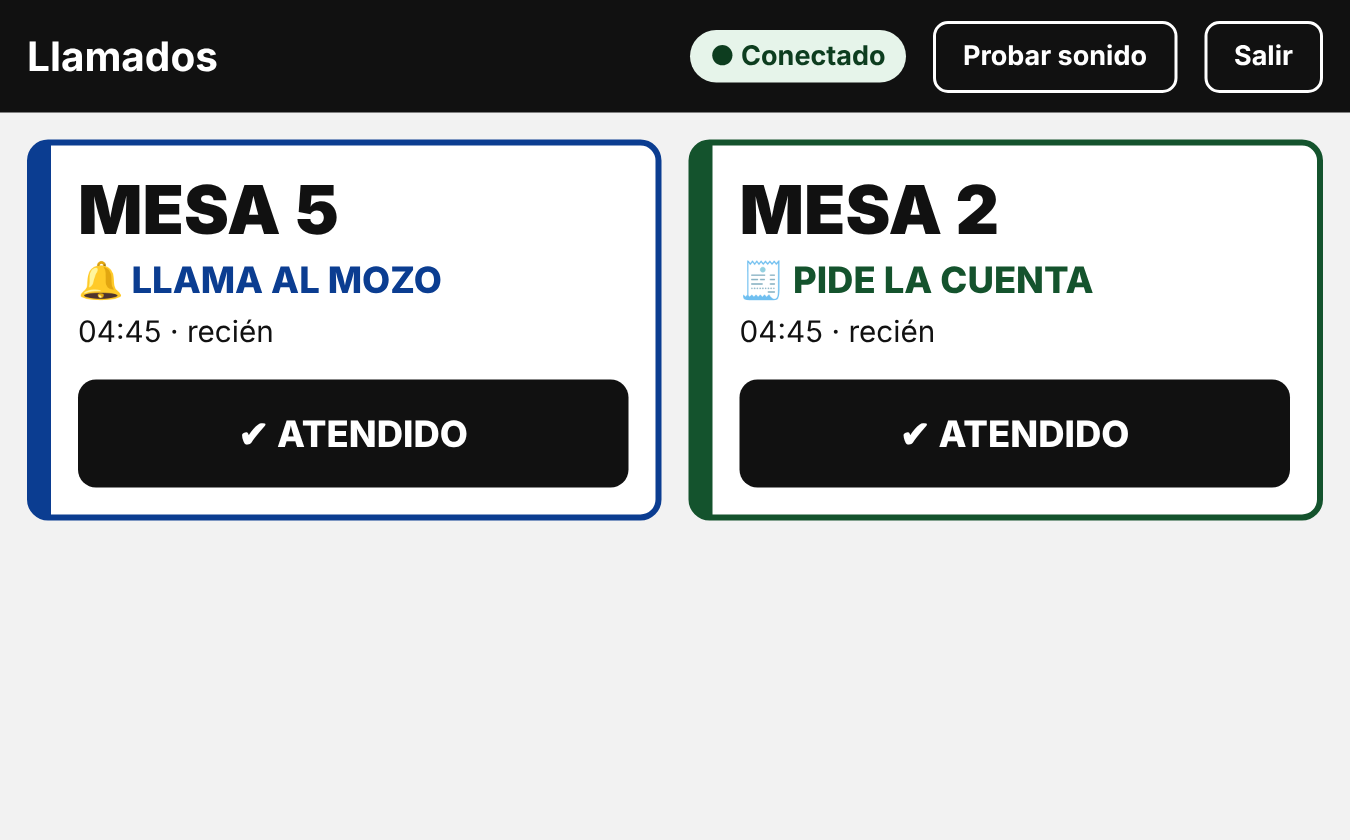 Llamados
● Conectado
Probar sonido
Salir
MESA 5
🔔 LLAMA AL MOZO
04:45 · recién
✔ ATENDIDO
MESA 2
🧾 PIDE LA CUENTA
04:45 · recién
✔ ATENDIDO